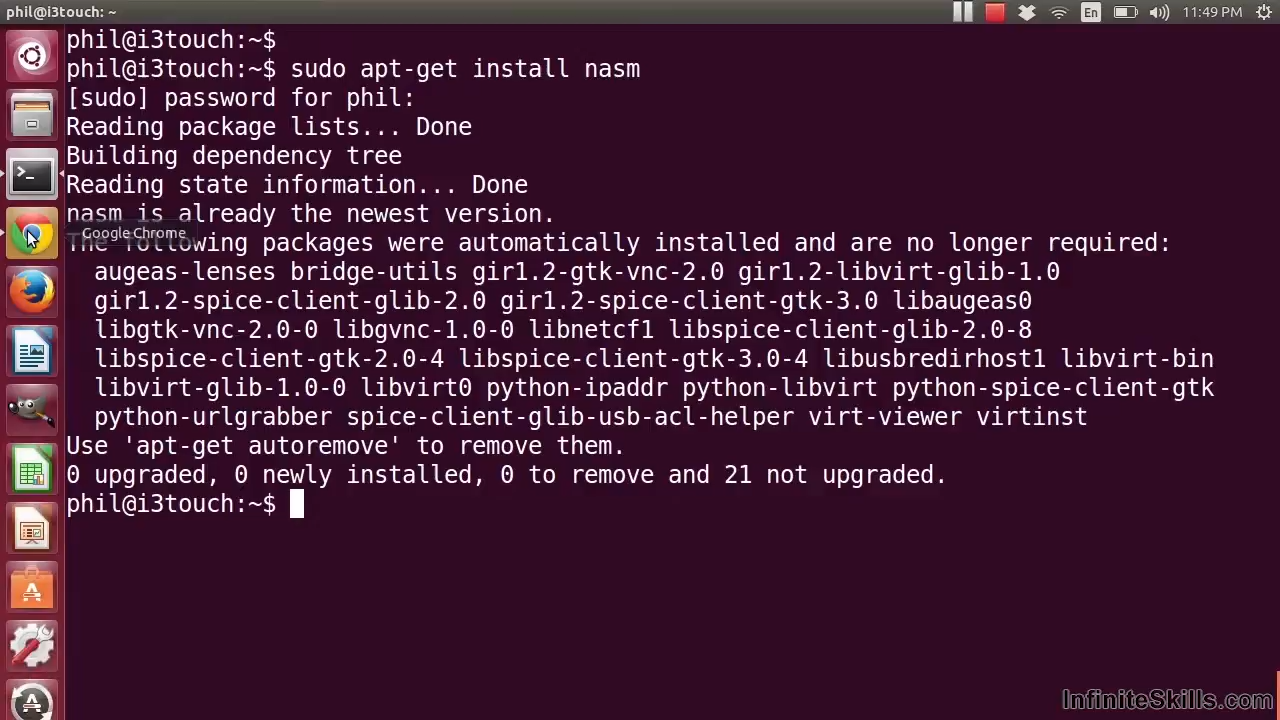 phil@i3touch: ~
En
11:49 PM
phil@i3touch:~$
phil@i3touch:~$ sudo apt-get install nasm
[sudo] password for phil:
Reading package lists... Done
Building dependency tree
Reading state information... Done
nasm is already the newest version.
Google Chrome
The following packages were automatically installed and are no longer required:
  augeas-lenses bridge-utils gir1.2-gtk-vnc-2.0 gir1.2-libvirt-glib-1.0
  gir1.2-spice-client-glib-2.0 gir1.2-spice-client-gtk-3.0 libaugeas0
  libgtk-vnc-2.0-0 libgvnc-1.0-0 libnetcf1 libspice-client-glib-2.0-8
  libspice-client-gtk-2.0-4 libspice-client-gtk-3.0-4 libusbredirhost1 libvirt-bin
  libvirt-glib-1.0-0 libvirt0 python-ipaddr python-libvirt python-spice-client-gtk
  python-urlgrabber spice-client-glib-usb-acl-helper virt-viewer virtinst
Use 'apt-get autoremove' to remove them.
0 upgraded, 0 newly installed, 0 to remove and 21 not upgraded.
phil@i3touch:~$
InfiniteSkills.com